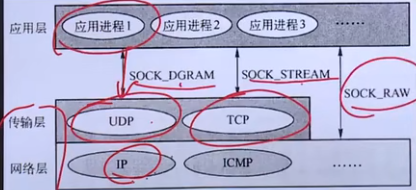 应用层 应用进程1 应用进程2 应用进程3 ……
SOCK_DGRAM SOCK_STREAM
SOCK_RAW
传输层 UDP TCP
网络层 IP ICMP ……